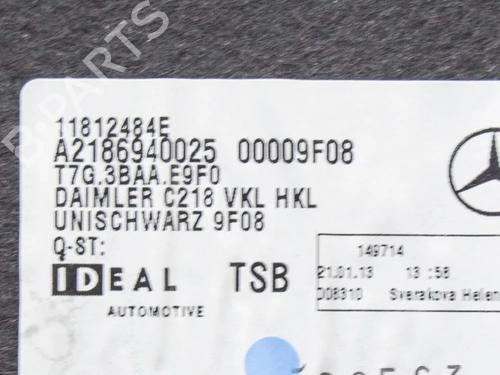 11812484E
A2186940025 00009F08
T7G.3BAA.E9F0
DAIMLER C218 VKL HKL
UNISCHWARZ 9F08
Q-ST:
IDEAL TSB
AUTOMOTIVE
149714
21.01.13 13:58
D08310 Sverakova Helen
B-PARTS